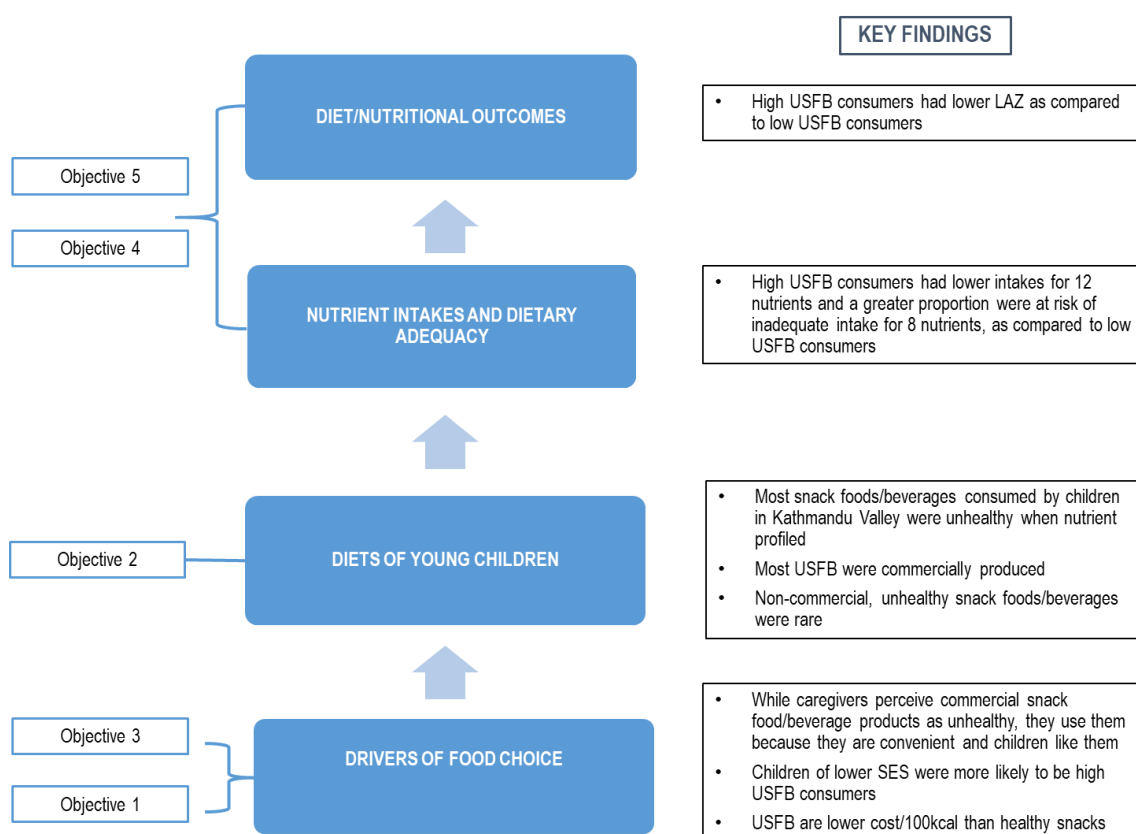 KEY FINDINGS
DIET/NUTRITIONAL OUTCOMES
• High USFB consumers had lower LAZ as compared
to low USFB consumers
Objective 5
Objective 4
NUTRIENT INTAKES AND DIETARY
ADEQUACY
• High USFB consumers had lower intakes for 12
nutrients and a greater proportion were at risk of
inadequate intake for 8 nutrients, as compared to low
USFB consumers
Objective 2
DIETS OF YOUNG CHILDREN
• Most snack foods/beverages consumed by children
in Kathmandu Valley were unhealthy when nutrient
profiled
• Most USFB were commercially produced
• Non-commercial, unhealthy snack foods/beverages
were rare
Objective 3
Objective 1
DRIVERS OF FOOD CHOICE
• While caregivers perceive commercial snack
food/beverage products as unhealthy, they use them
because they are convenient and children like them
• Children of lower SES were more likely to be high
USFB consumers
• USFB are lower cost/100kcal than healthy snacks